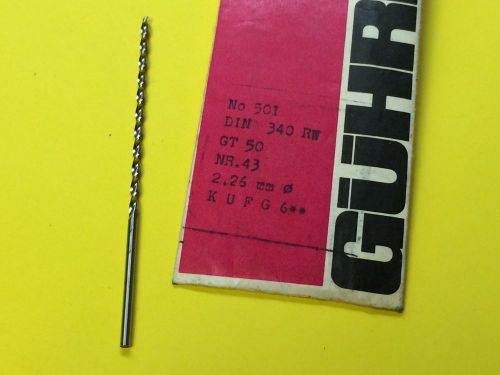 No 501
DIN 340 RW
GT 50
NR.43
2.26 mm ø
K U F G 6**
GÜHR